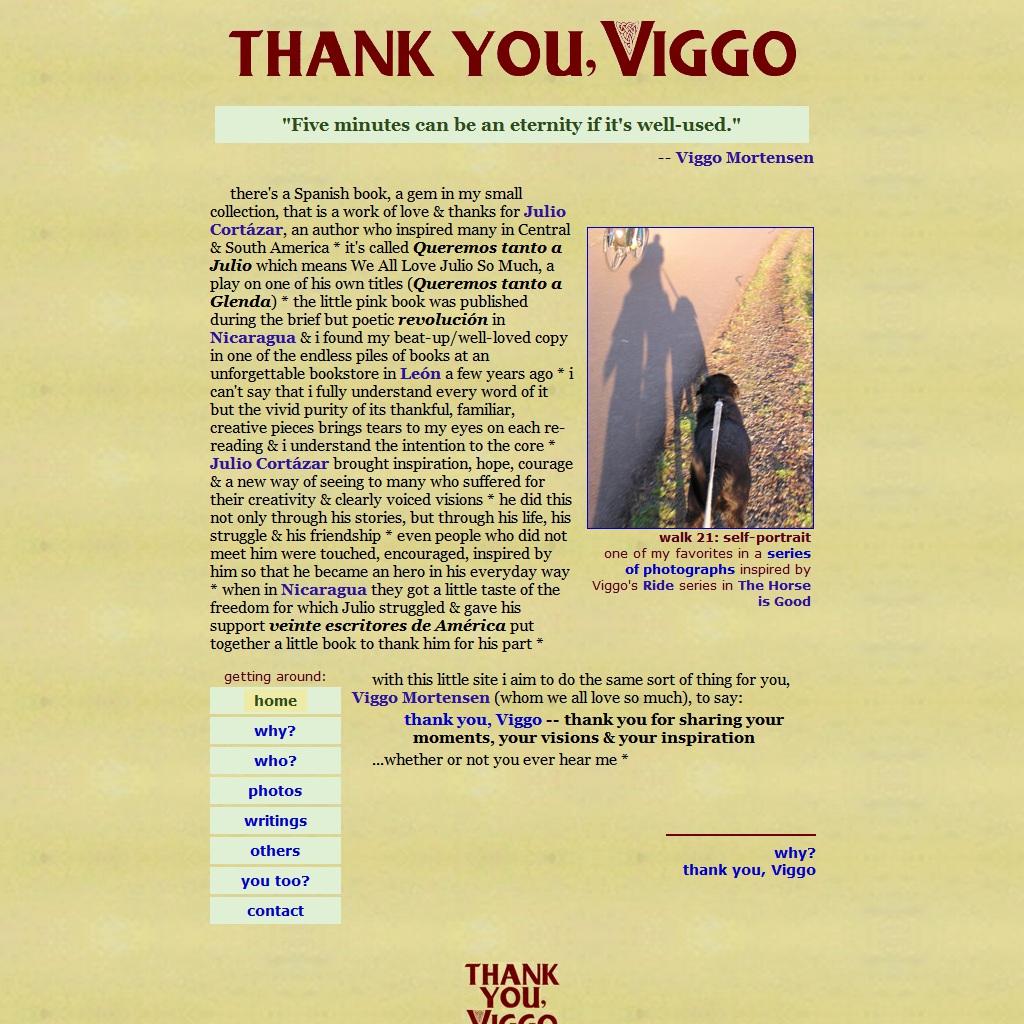 THANK YOU, VIGGO
"Five minutes can be an eternity if it's well-used."
-- Viggo Mortensen
there's a Spanish book, a gem in my small
collection, that is a work of love & thanks for Julio
Cortázar, an author who inspired many in Central
& South America * it's called Queremos tanto a
Julio which means We All Love Julio So Much, a
play on one of his own titles (Queremos tanto a
Glenda) * the little pink book was published
during the brief but poetic revolución in
Nicaragua & i found my beat-up/well-loved copy
in one of the endless piles of books at an
unforgettable bookstore in León a few years ago * i
can't say that i fully understand every word of it
but the vivid purity of its thankful, familiar,
creative pieces brings tears to my eyes on each re-
reading & i understand the intention to the core *
Julio Cortázar brought inspiration, hope, courage
& a new way of seeing to many who suffered for
their creativity & clearly voiced visions * he did this
not only through his stories, but through his life, his
struggle & his friendship * even people who did not
meet him were touched, encouraged, inspired by
him so that he became an hero in his everyday way
* when in Nicaragua they got a little taste of the
freedom for which Julio struggled & gave his
support veinte escritores de América put
together a little book to thank him for his part *
walk 21: self-portrait
one of my favorites in a series
of photographs inspired by
Viggo's Ride series in The Horse
is Good
getting around:
home
why?
who?
photos
writings
others
you too?
contact
with this little site i aim to do the same sort of thing for you,
Viggo Mortensen (whom we all love so much), to say:
thank you, Viggo -- thank you for sharing your
moments, your visions & your inspiration
...whether or not you ever hear me *
why?
thank you, Viggo
THANK
YOU,
VIGGO